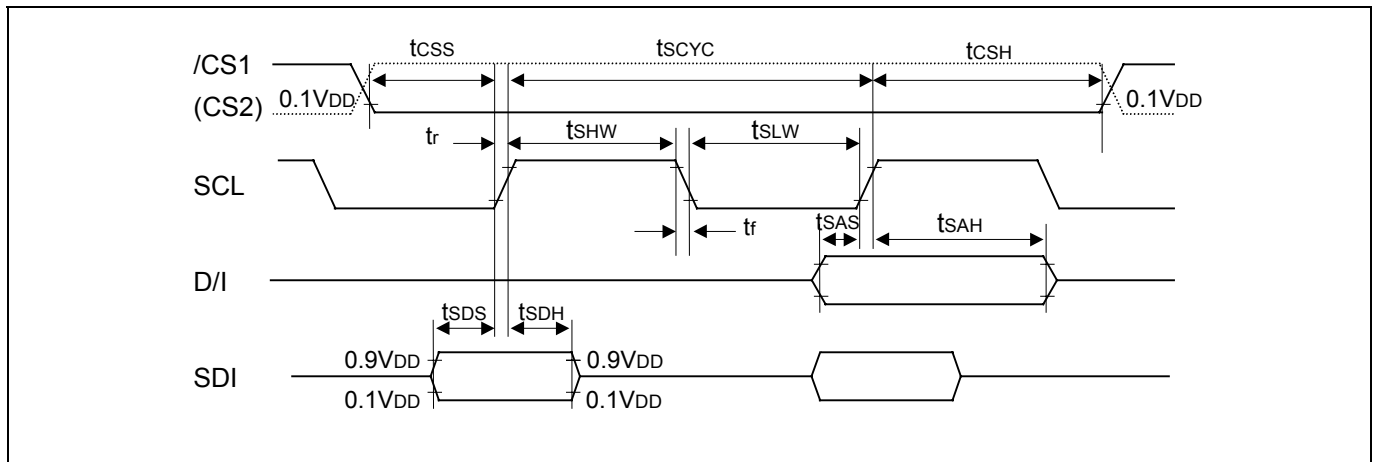 tCSS tSCYC tCSH
/CS1
(CS2) 0.1VDD 0.1VDD
tr tSHW tSLW
SCL
tf tSAS tSAH
D/I
tSDS tSDH
0.9VDD 0.9VDD
SDI
0.1VDD 0.1VDD